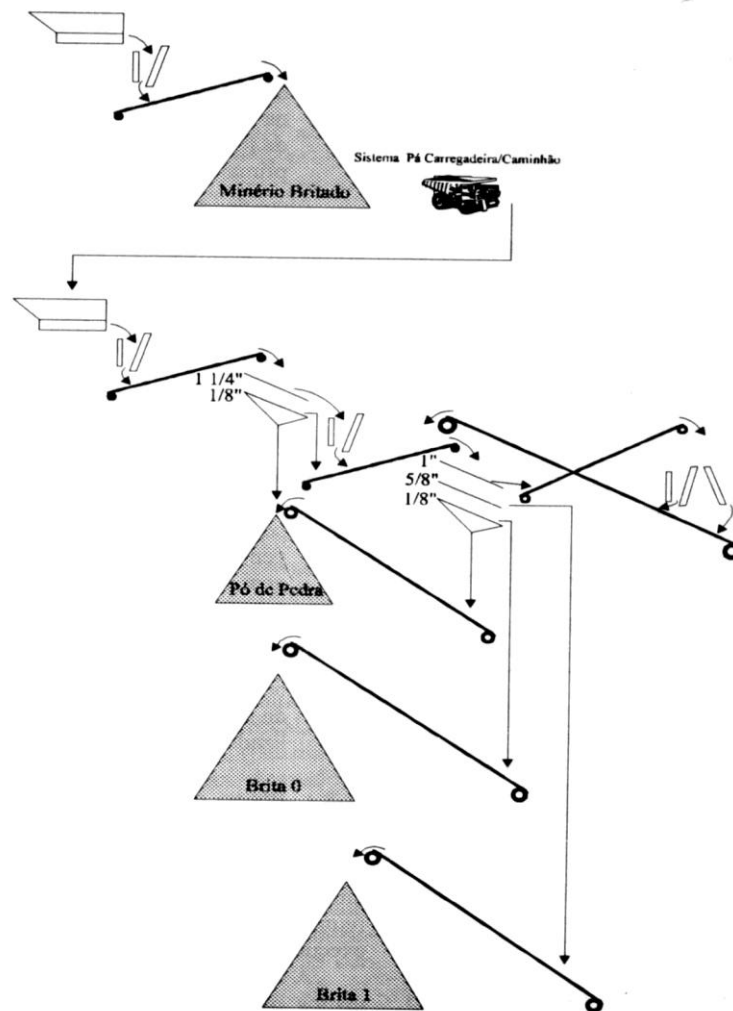 Sistema Pá Carregadeira/Caminhão
Minério Britado
1 1/4"
1/8"
1"
5/8"
1/8"
Pó de Pedra
Brita 0
Brita 1